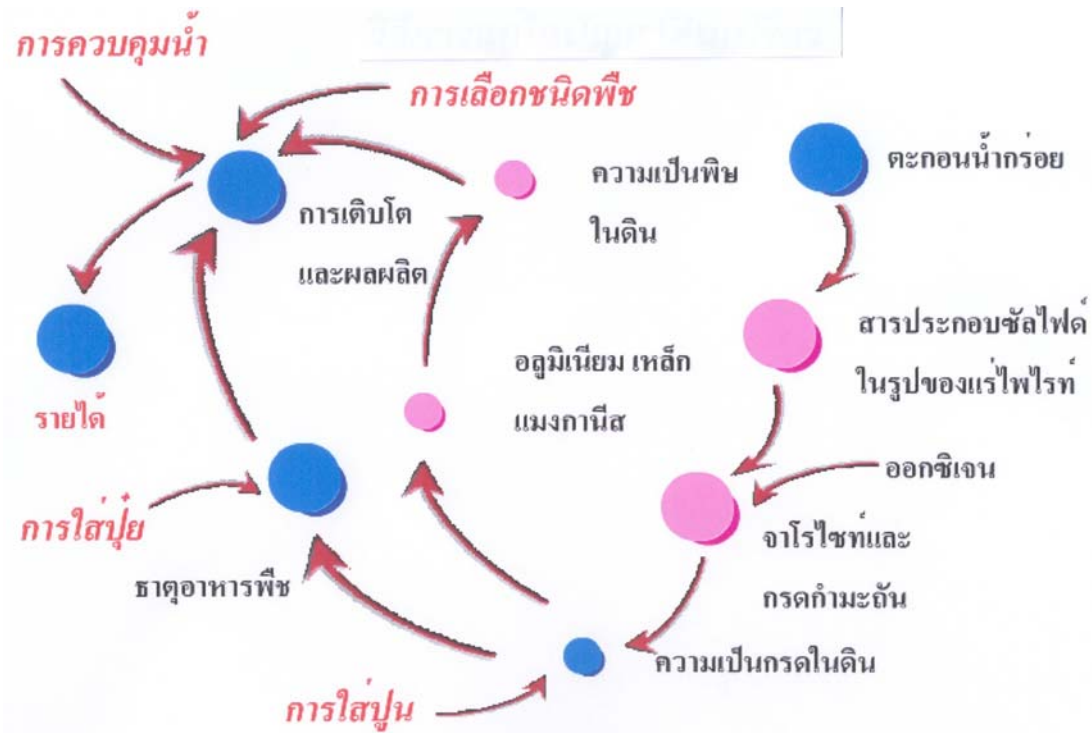 การควบคุมน้ำ
การเลือกชนิดพืช
ความเป็นพิษ
ในดิน
ตะกอนน้ำกร่อย
การเติบโต
และผลผลิต
สารประกอบซัลไฟด์
ในรูปของแร่ไพไรท์
รายได้
อลูมิเนียม เหล็ก
แมงกานีส
ออกซิเจน
การใส่ปุ๋ย
จาโรไซท์และ
กรดกำมะถัน
ธาตุอาหารพืช
ความเป็นกรดในดิน
การใส่ปูน